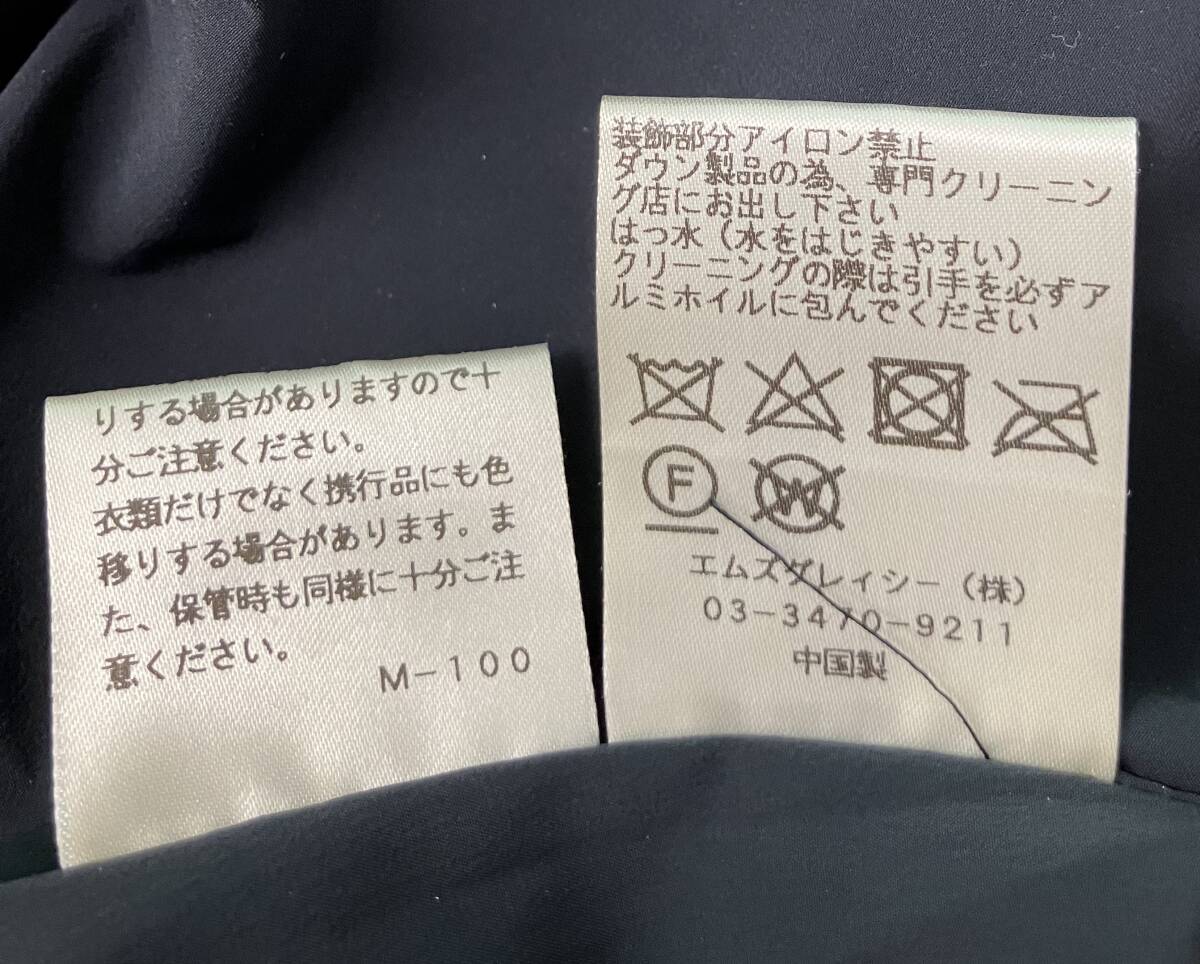 りする場合がありますので十
分ご注意ください。
衣類だけでなく携行品にも色
移りする場合があります。ま
た、保管時も同様に十分ご注
意ください。
M-100
装飾部分アイロン禁止
ダウン製品の為、専門クリーニン
グ店にお出し下さい
はっ水(水をはじきやすい)
クリーニングの際は引手を必ずア
ルミホイルに包んでください
F
W
エムズグレイシー(株)
03-3470-9211
中国製